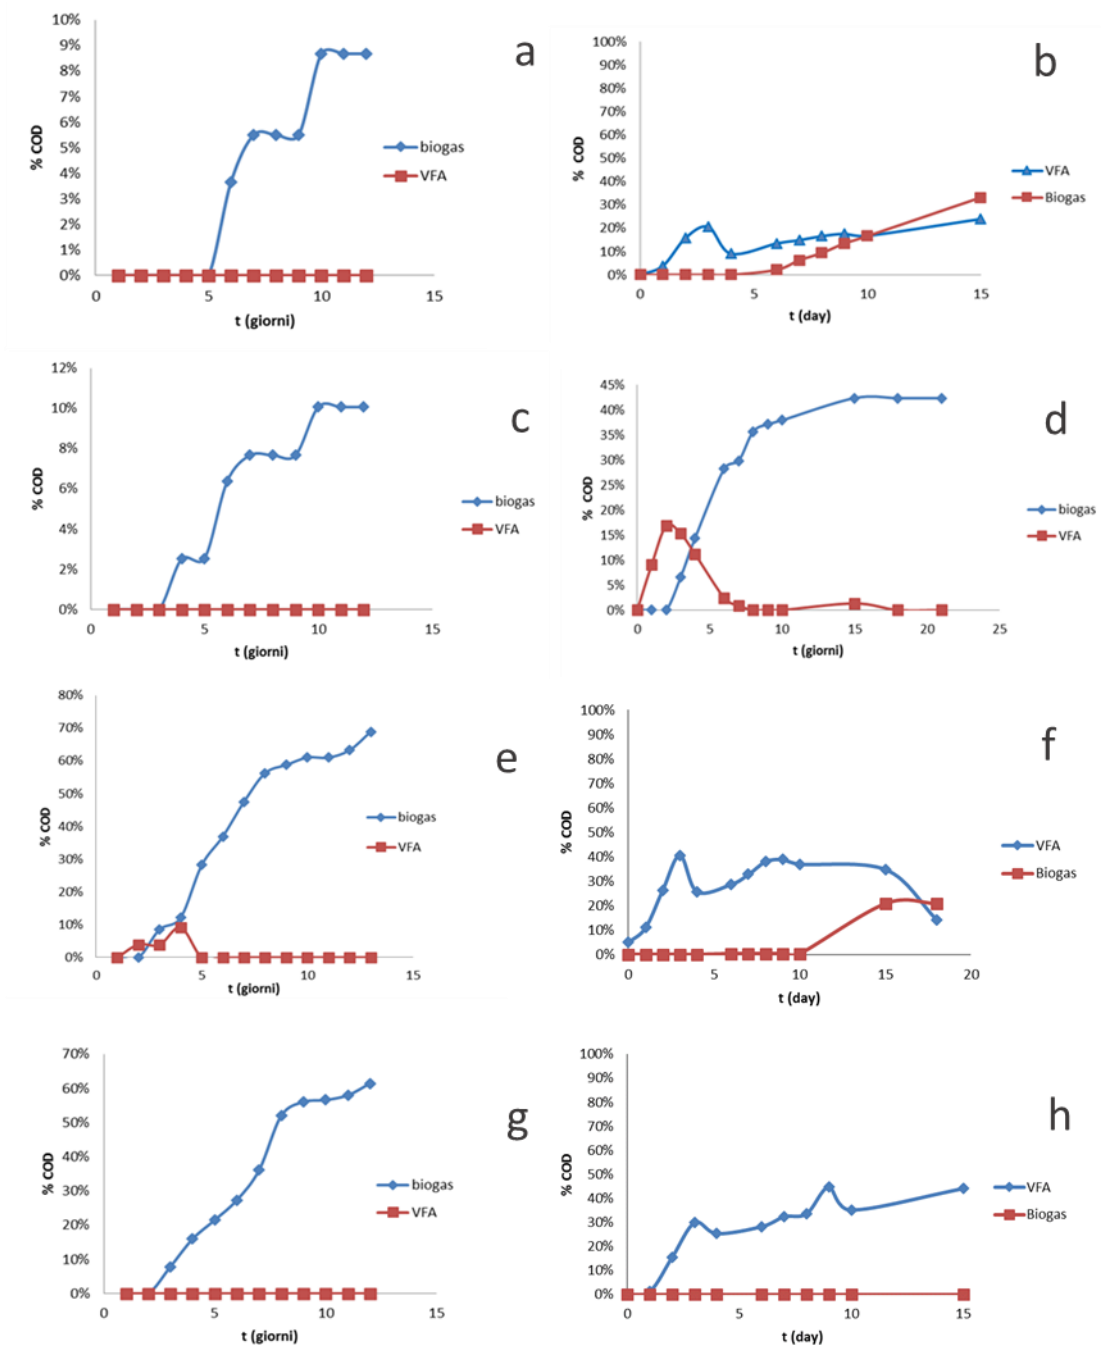 a
10%
9%
8%
7%
6%
5%
4%
3%
2%
1%
0%
% COD
0 5 10 15
t (giorni)
biogas
VFA
b
100%
90%
80%
70%
60%
50%
40%
30%
20%
10%
0%
% COD
0 5 10 15
t (day)
VFA
Biogas
c
12%
10%
8%
6%
4%
2%
0%
% COD
0 5 10 15
t (giorni)
biogas
VFA
d
45%
40%
35%
30%
25%
20%
15%
10%
5%
0%
% COD
0 5 10 15 20 25
t (giorni)
biogas
VFA
e
80%
70%
60%
50%
40%
30%
20%
10%
0%
% COD
0 5 10 15
t (giorni)
biogas
VFA
f
100%
90%
80%
70%
60%
50%
40%
30%
20%
10%
0%
% COD
0 5 10 15 20
t (day)
VFA
Biogas
g
70%
60%
50%
40%
30%
20%
10%
0%
% COD
0 5 10 15
t (giorni)
biogas
VFA
h
100%
90%
80%
70%
60%
50%
40%
30%
20%
10%
0%
% COD
0 5 10 15
t (day)
VFA
Biogas